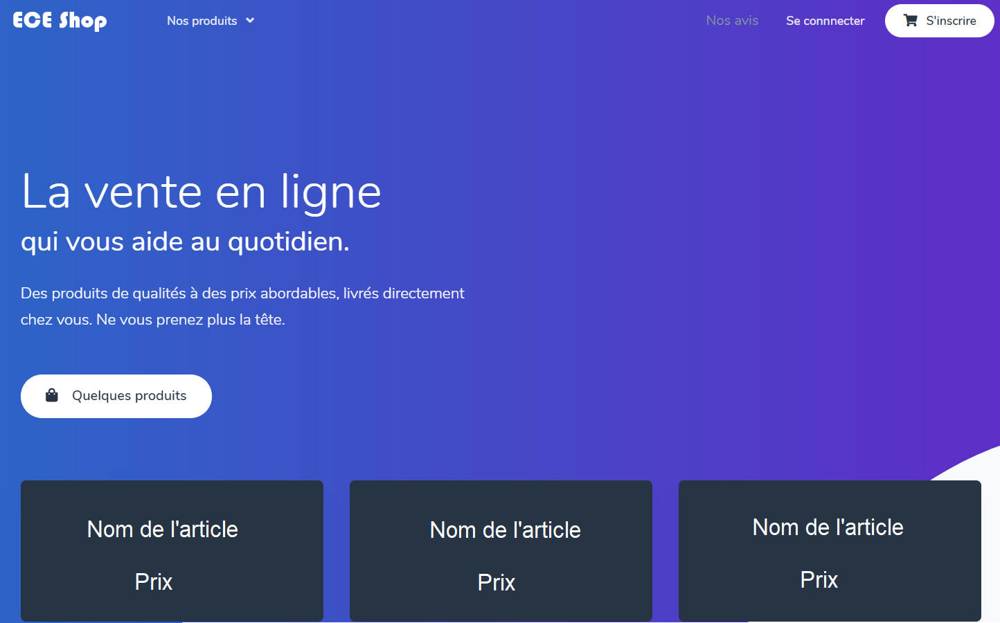 ECE Shop
Nos produits
Nos avis
Se connnecter
S'inscrire
La vente en ligne
qui vous aide au quotidien.
Des produits de qualités à des prix abordables, livrés directement
chez vous. Ne vous prenez plus la tête.
Quelques produits
Nom de l'article
Prix
Nom de l'article
Prix
Nom de l'article
Prix